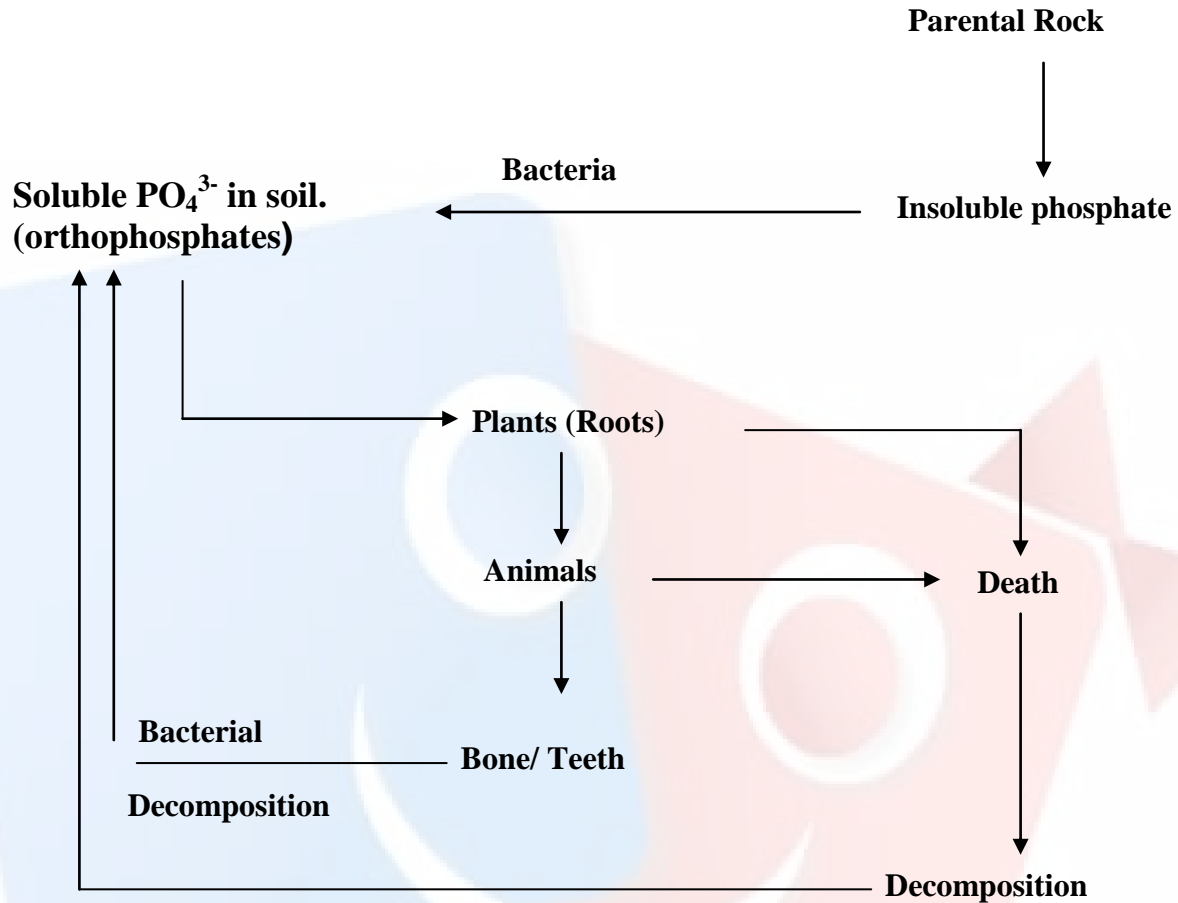 Parental Rock
Bacteria
Soluble PO₄³⁻ in soil.
(orthophosphates)
Insoluble phosphate
Plants (Roots)
Animals
Death
Bacterial
Bone/ Teeth
Decomposition
Decomposition